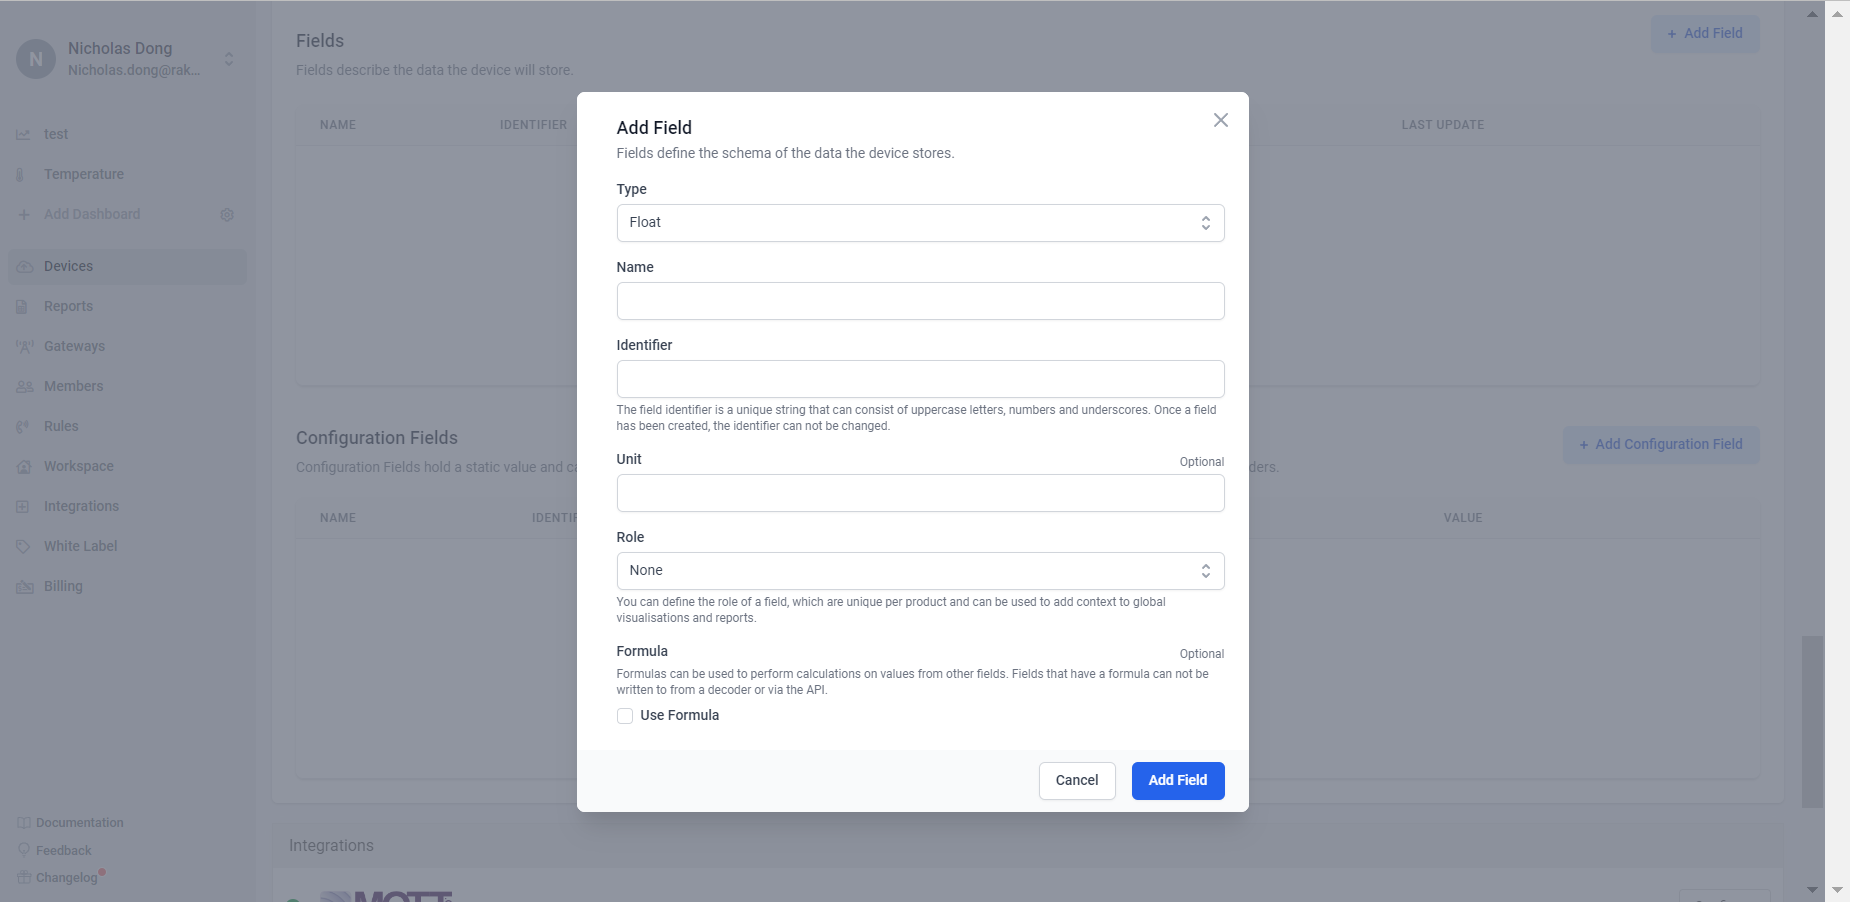 N
Nicholas Dong
Nicholas.dong@rak...
test
Temperature
Add Dashboard
Devices
Reports
Gateways
Members
Rules
Workspace
Integrations
White Label
Billing
Documentation
Feedback
Changelog
Fields
+ Add Field
Fields describe the data the device will store.
NAME IDENTIFIER LAST UPDATE
Configuration Fields
+ Add Configuration Field
Configuration Fields hold a static value and ca
ders.
NAME VALUE
Integrations
Add Field
Fields define the schema of the data the device stores.
Type
Float
Name
Identifier
The field identifier is a unique string that can consist of uppercase letters, numbers and underscores. Once a field
has been created, the identifier can not be changed.
Unit Optional
Role
None
You can define the role of a field, which are unique per product and can be used to add context to global
visualisations and reports.
Formula Optional
Formulas can be used to perform calculations on values from other fields. Fields that have a formula can not be
written to from a decoder or via the API.
Use Formula
Cancel Add Field